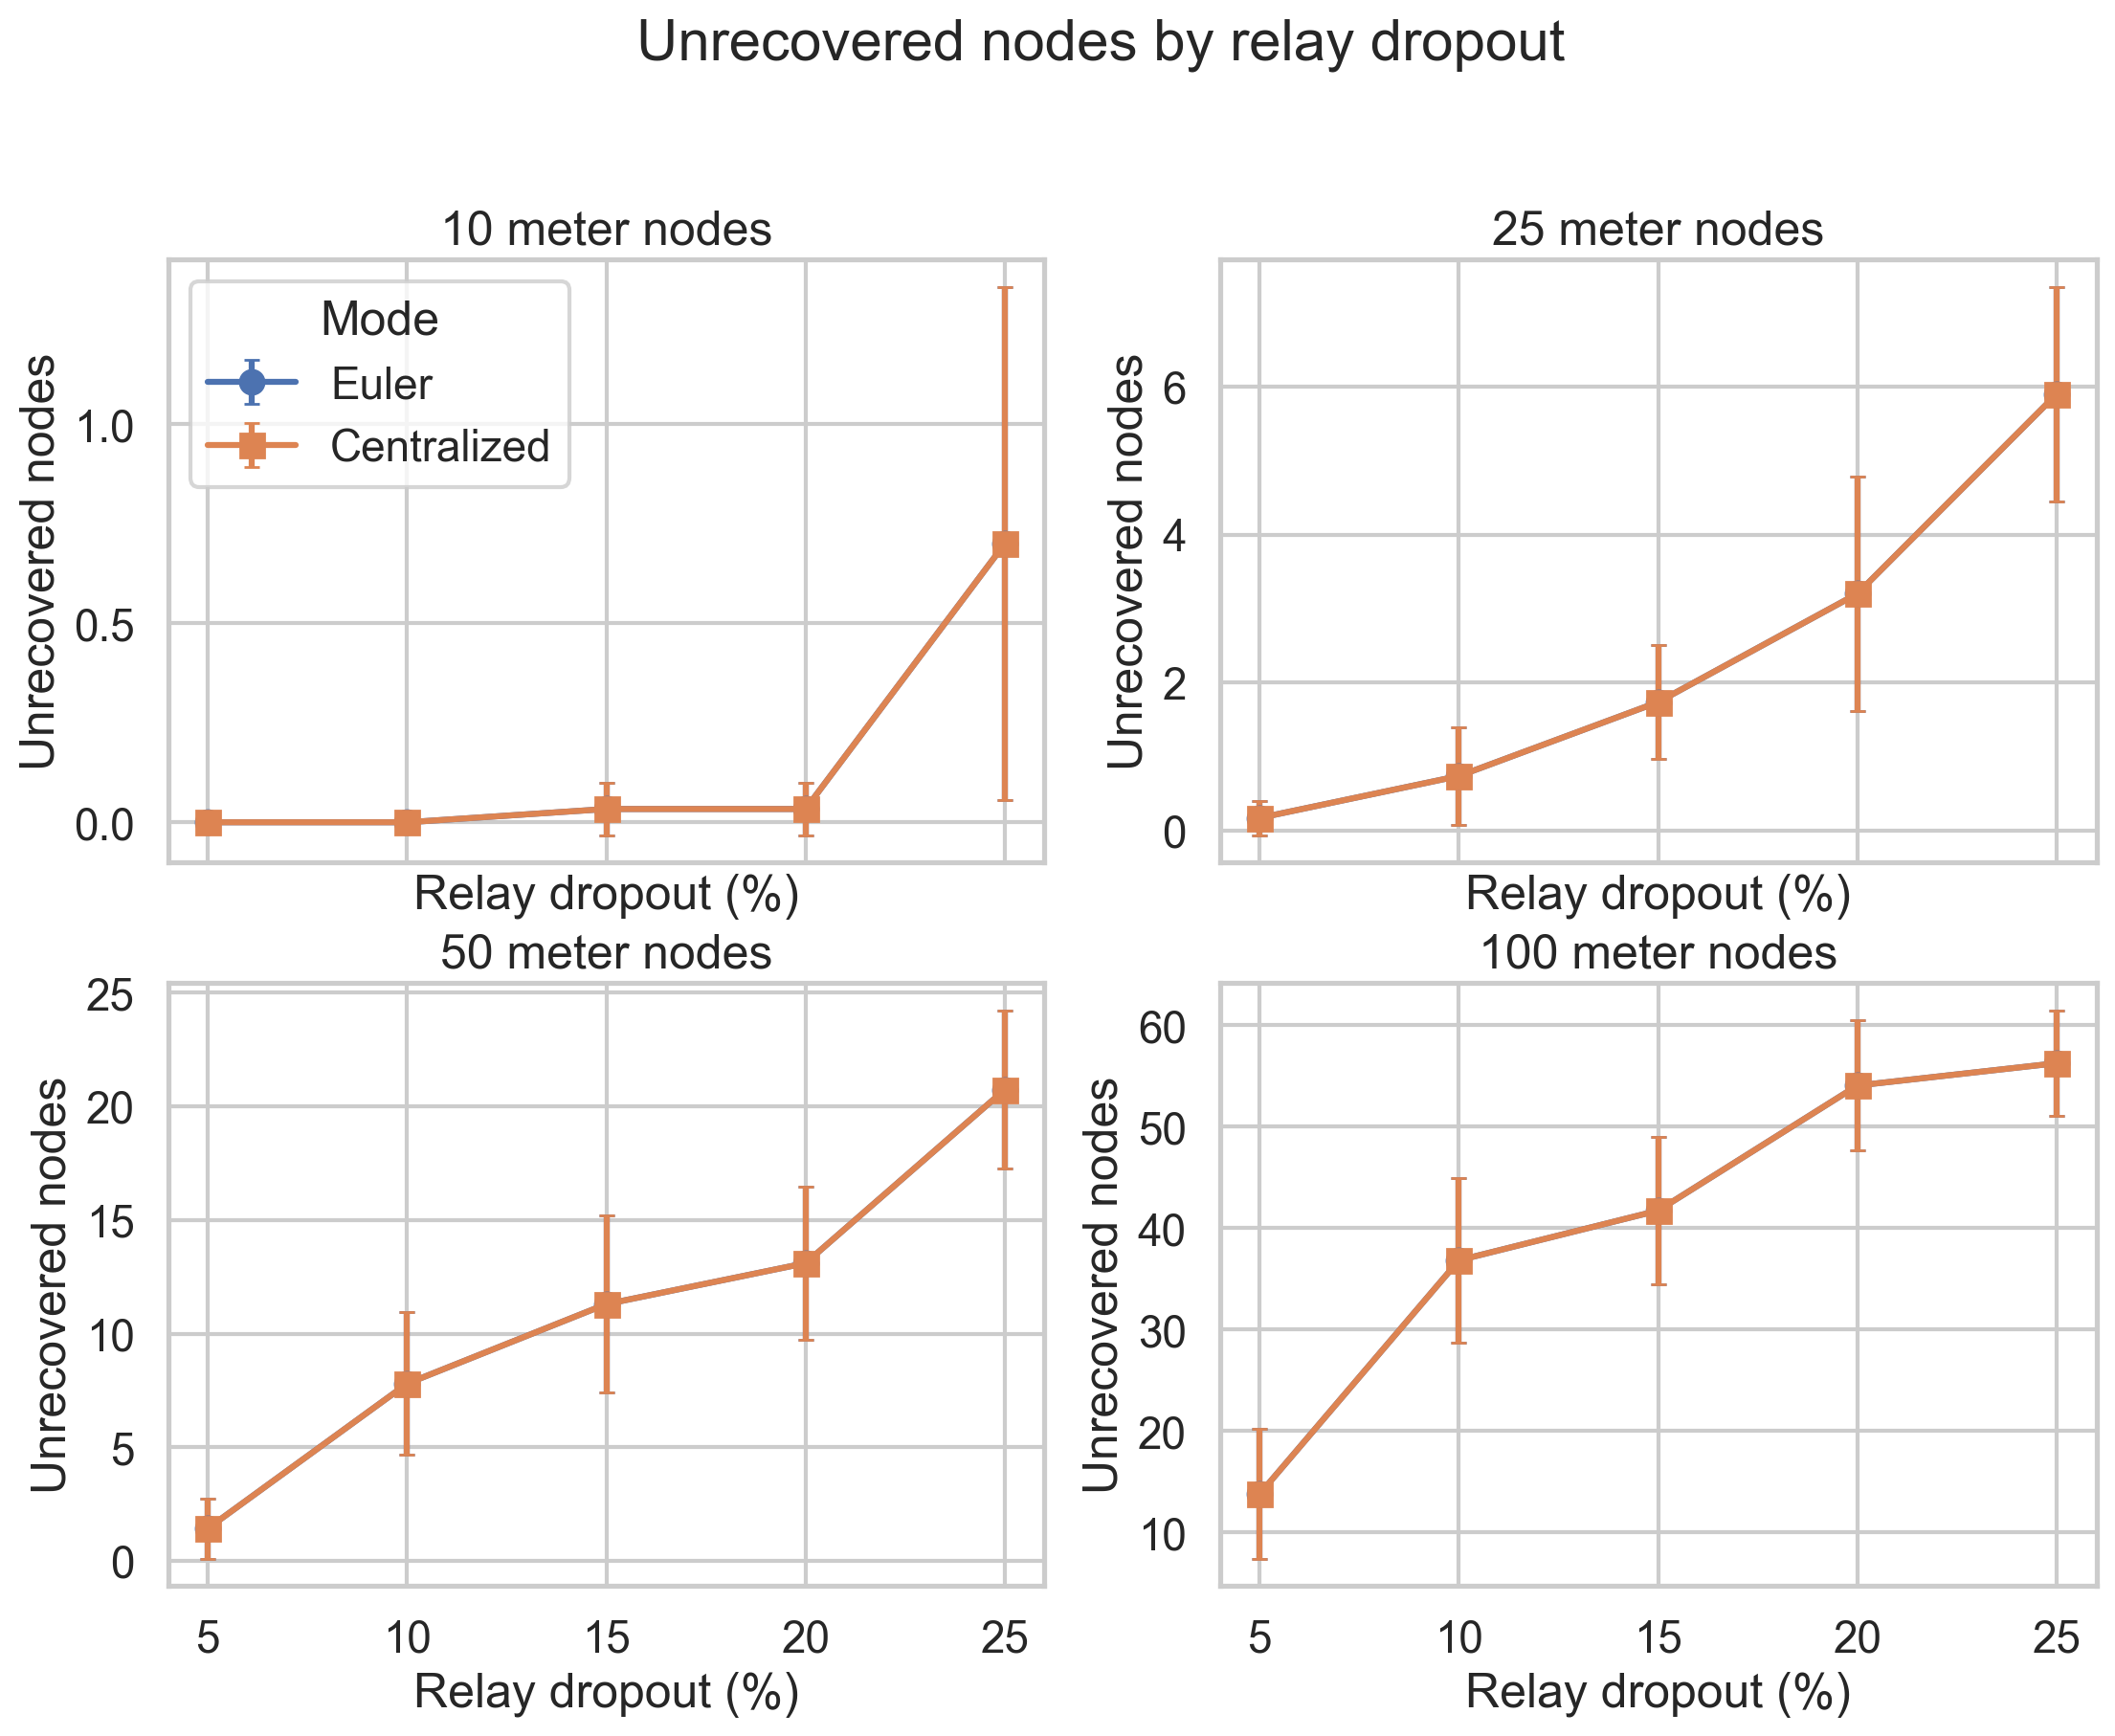 Unrecovered nodes by relay dropout
10 meter nodes
Unrecovered nodes
1.0
0.5
0.0
Mode
Euler
Centralized
Relay dropout (%)
25 meter nodes
Unrecovered nodes
6
4
2
0
Relay dropout (%)
50 meter nodes
Unrecovered nodes
25
20
15
10
5
0
5 10 15 20 25
Relay dropout (%)
100 meter nodes
Unrecovered nodes
60
50
40
30
20
10
5 10 15 20 25
Relay dropout (%)